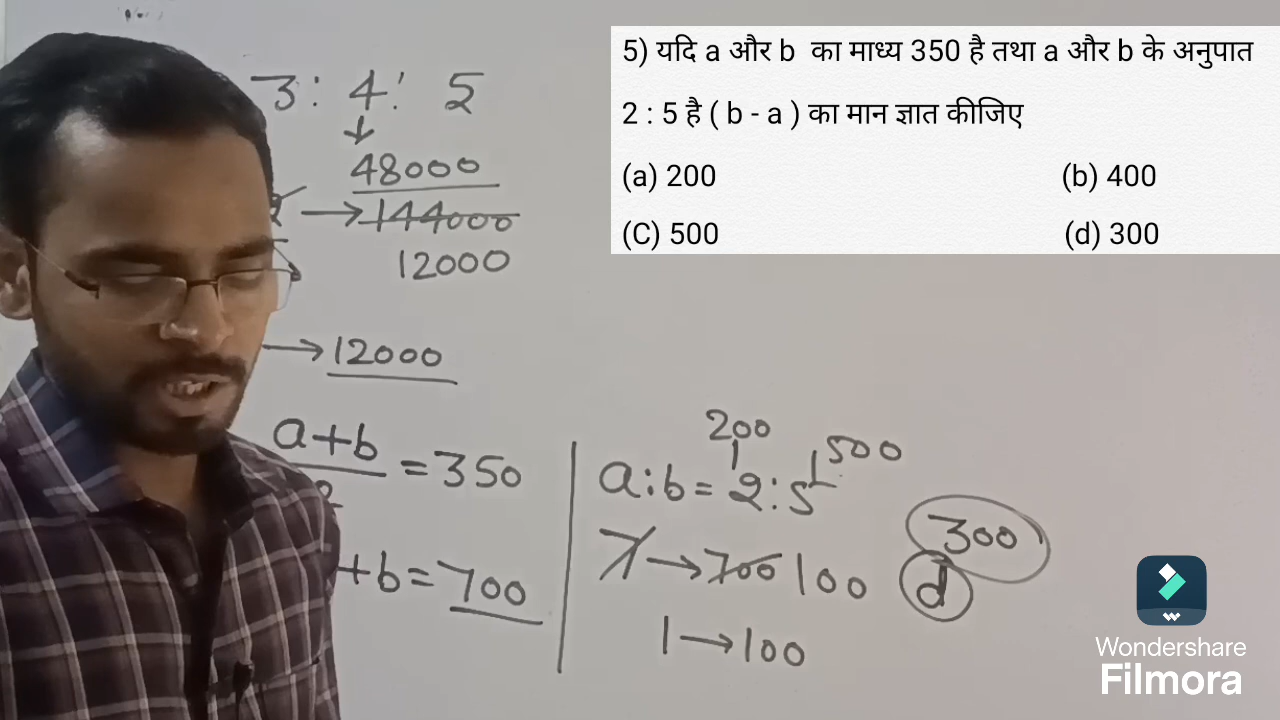 5) यदि a और b का माध्य 350 है तथा a और b के अनुपात
2 : 5 है ( b - a ) का मान ज्ञात कीजिए
(a) 200 (b) 400
(C) 500 (d) 300
3 : 4 : 5
48000
144000
12000
12000
a+b = 350
+b = 700
200 500
a:b = 2:5
7 → 700 100
1 → 100
300
d
Wondershare
Filmora